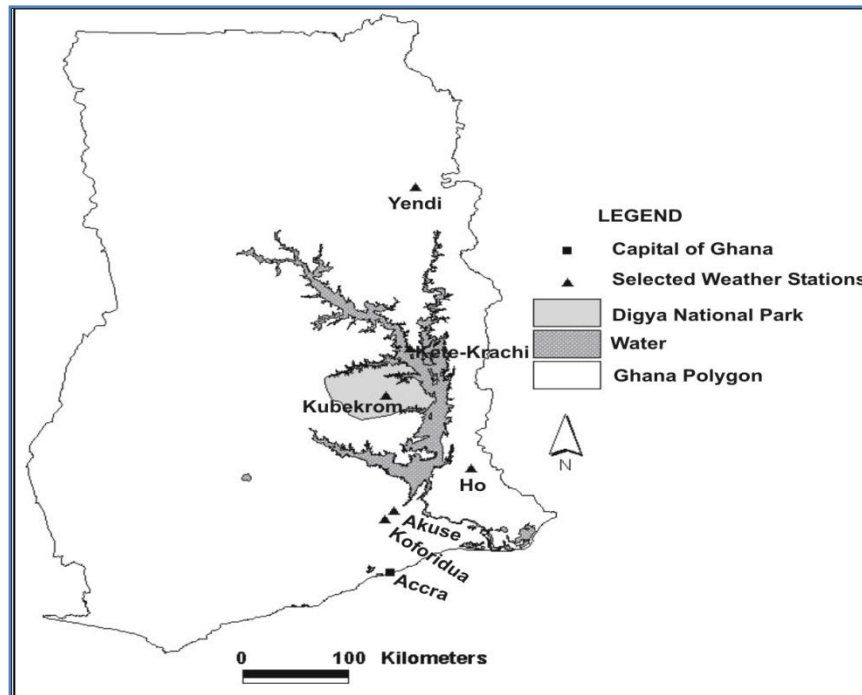 Yendi
LEGEND
Capital of Ghana
Selected Weather Stations
Digya National Park
Water
Ghana Polygon
Kete-Krachi
Kubekrom
N
Ho
Akuse
Koforidua
Accra
0 100 Kilometers